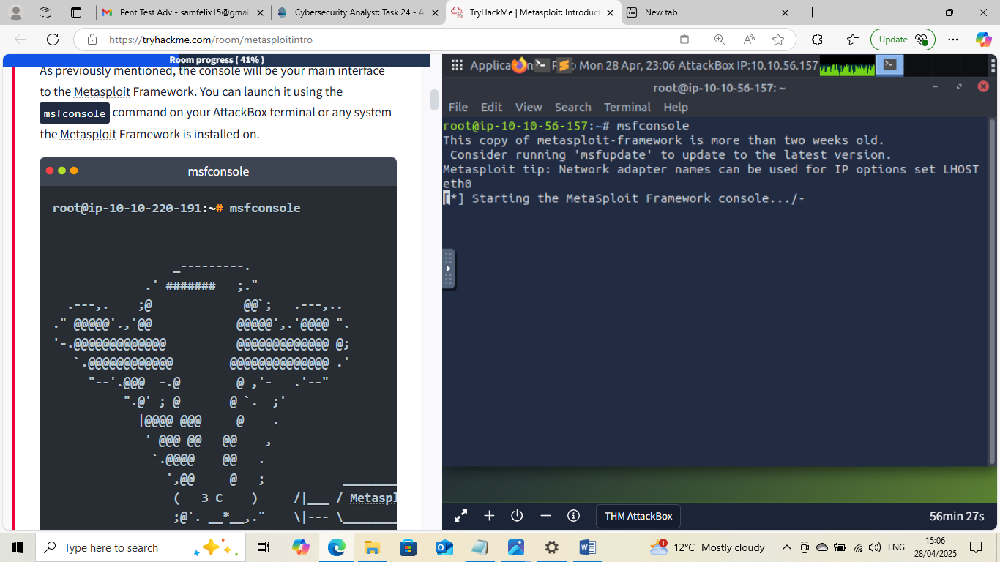 Pent Test Adv - samfelix15@gmai
Cybersecurity Analyst: Task 24 - A
TryHackMe | Metasploit: Introduct
New tab
https://tryhackme.com/room/metasploitintro
Update
Room progress ( 41% )
As previously mentioned, the console will be your main interface
to the Metasploit Framework. You can launch it using the
msfconsole command on your AttackBox terminal or any system
the Metasploit Framework is installed on.
msfconsole
root@ip-10-10-220-191:~# msfconsole
_---------.
.' #######   ;."
.---,.    ;@             @@`;   .---,..
." @@@@@'.,'@@            @@@@@',.'@@@@ ".
'-.@@@@@@@@@@@@@          @@@@@@@@@@@@@ @;
`.@@@@@@@@@@@@        @@@@@@@@@@@@@@ .'
"--'.@@@  -.@        @ ,'-   .'--"
".@' ; @       @ `.  ;'
|@@@@ @@@     @    .
' @@@ @@   @@    ,
`.@@@@    @@   .
',@@     @   ;           ________
(   3 C    )     /|___ / Metaspl
;@'. __*__,."    \|--- \________
Applica
Mon 28 Apr, 23:06 AttackBox IP:10.10.56.157
root@ip-10-10-56-157: ~
File Edit View Search Terminal Help
root@ip-10-10-56-157:~# msfconsole
This copy of metasploit-framework is more than two weeks old.
Consider running 'msfupdate' to update to the latest version.
Metasploit tip: Network adapter names can be used for IP options set LHOST
eth0
[*] Starting the MetaSploit Framework console.../-
THM AttackBox
56min 27s
Type here to search
1
12°C Mostly cloudy
ENG
15:06
28/04/2025